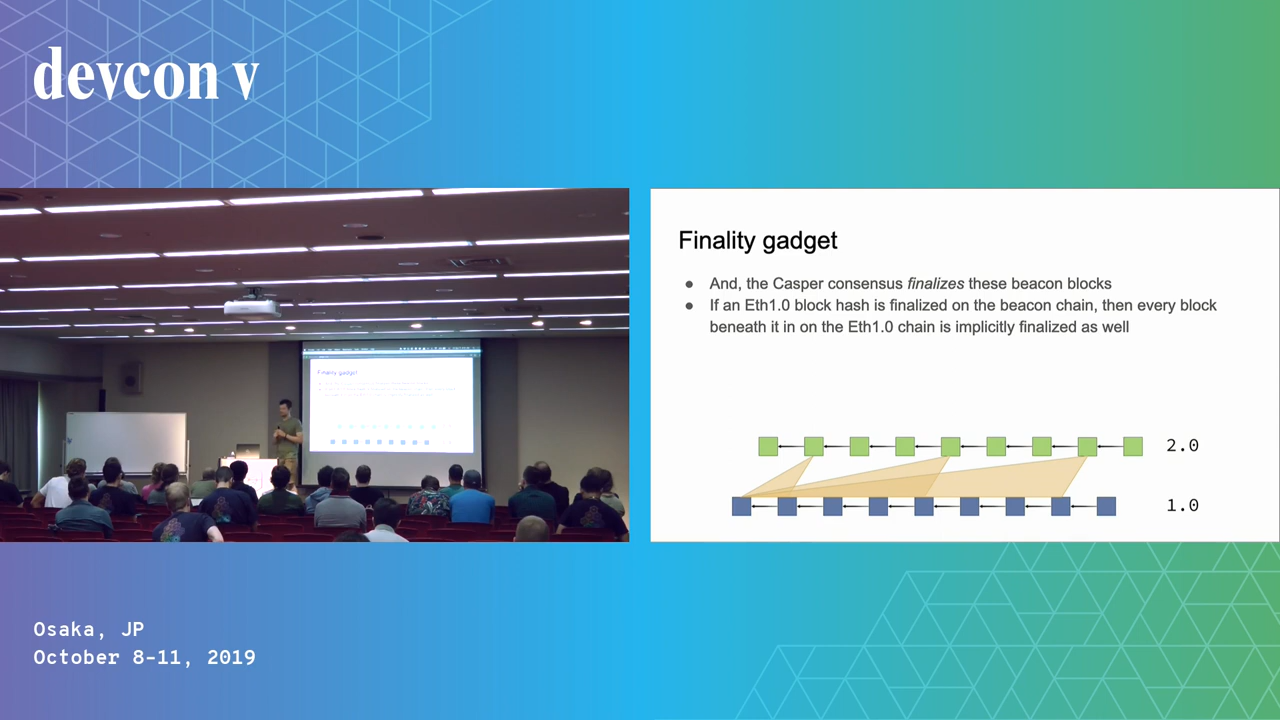 devcon v
Finality gadget
● And, the Casper consensus finalizes these beacon blocks
● If an Eth1.0 block hash is finalized on the beacon chain, then every block
beneath it in on the Eth1.0 chain is implicitly finalized as well
2.0
1.0
Finality gadget
Osaka, JP
October 8-11, 2019